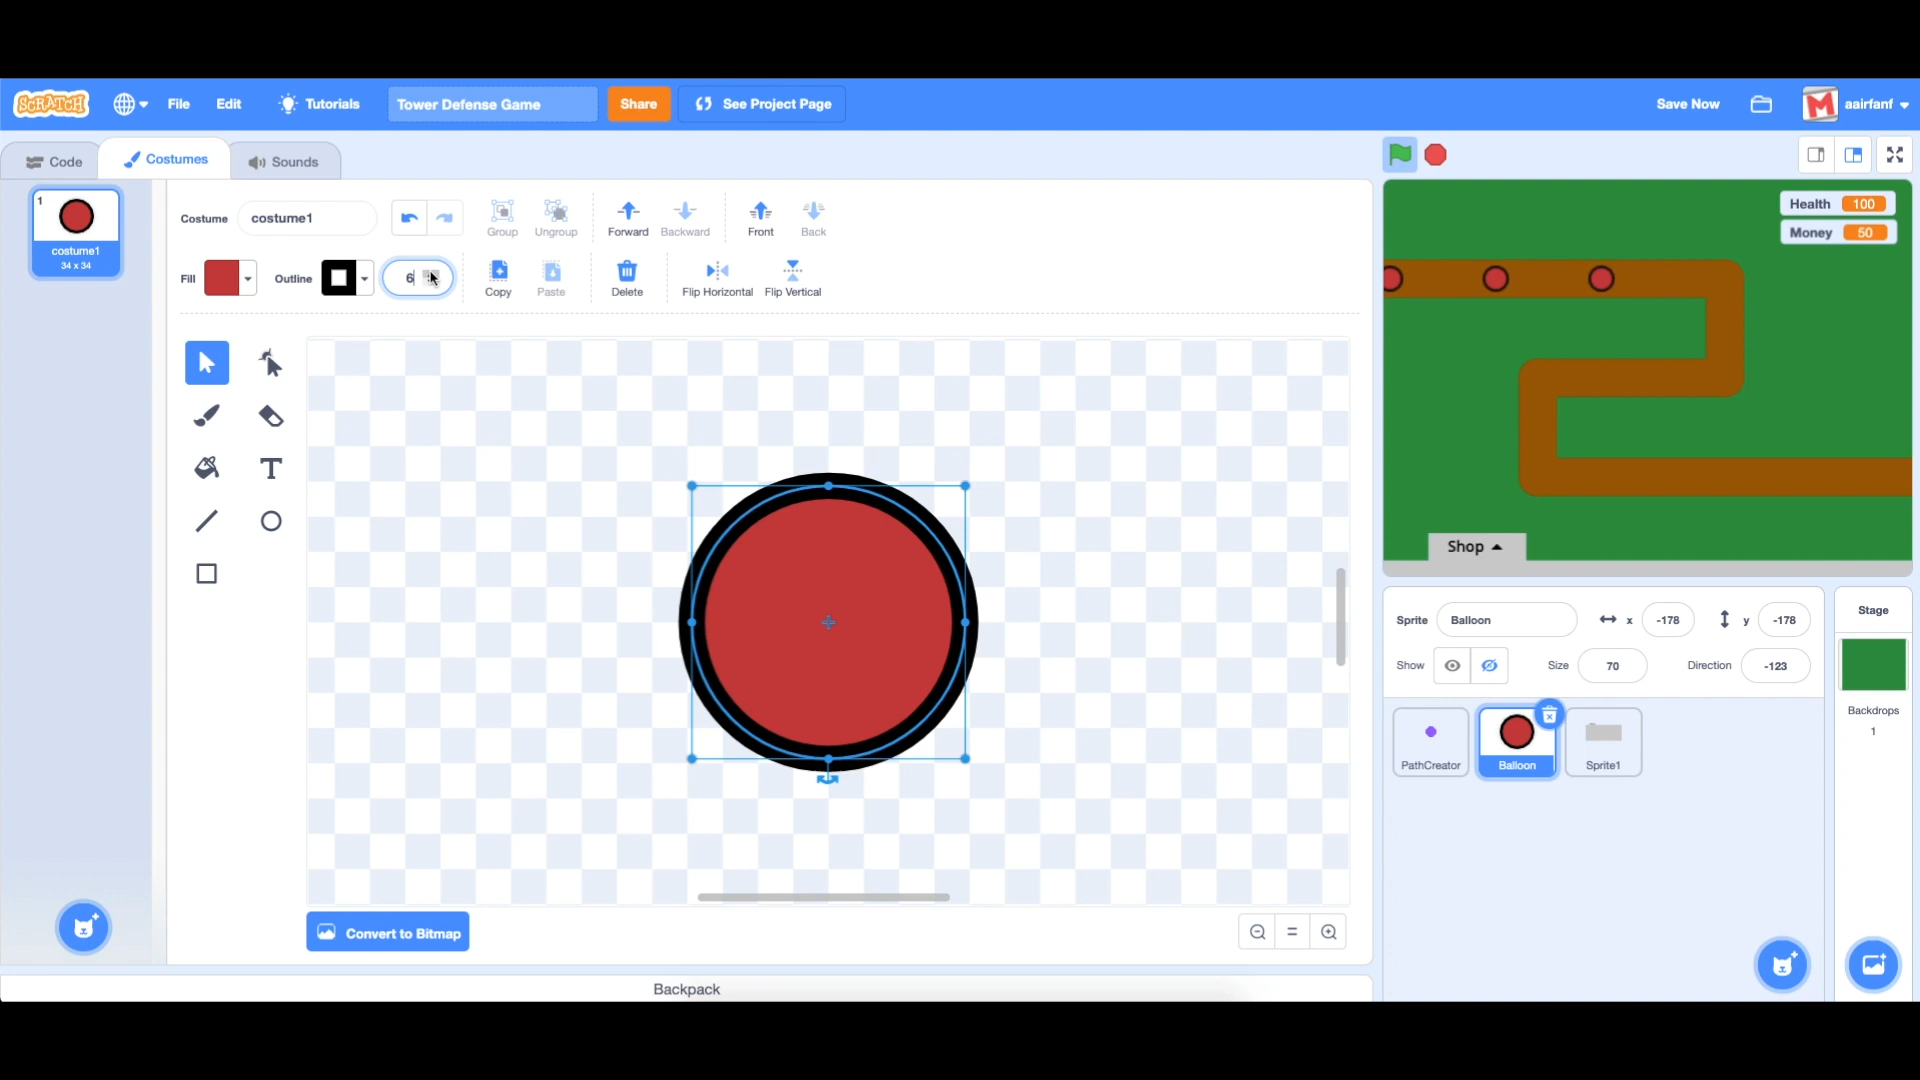 SCRATCH File Edit Tutorials Tower Defense Game Share See Project Page Save Now aairfanf
Code Costumes Sounds
1
costume1
34 x 34
Costume costume1 Group Ungroup Forward Backward Front Back
Fill Outline 6 Copy Paste Delete Flip Horizontal Flip Vertical
Convert to Bitmap
Backpack
Health 100
Money 50
Shop
Sprite Balloon x -178 y -178
Show Size 70 Direction -123
PathCreator Balloon Sprite1
Stage
Backdrops
1